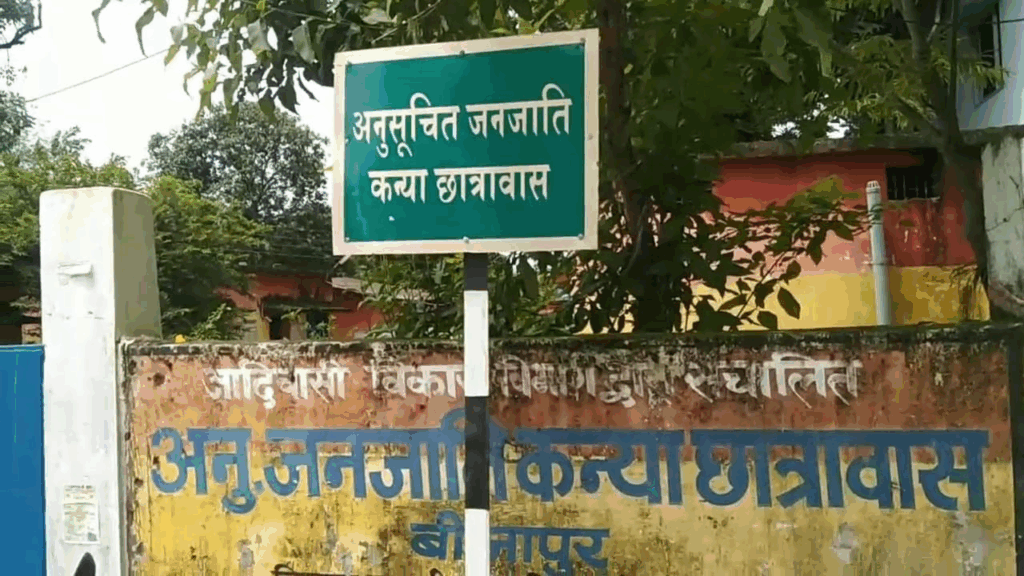 अनुसूचित जनजाति
कन्या छात्रावास
आदिवासी विकास विभाग द्वारा संचालित
अनु. जनजाति कन्या छात्रावास
बीजापुर